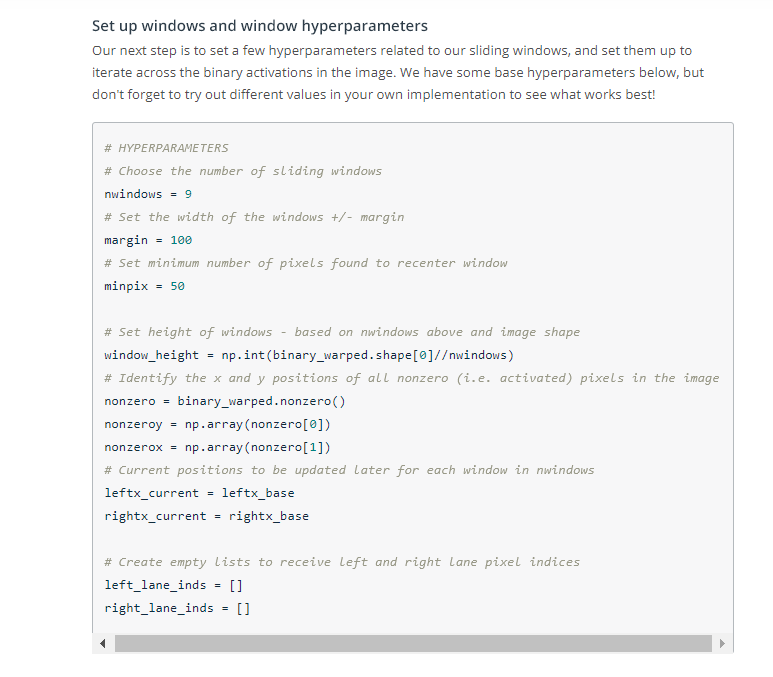 Set up windows and window hyperparameters
Our next step is to set a few hyperparameters related to our sliding windows, and set them up to
iterate across the binary activations in the image. We have some base hyperparameters below, but
don't forget to try out different values in your own implementation to see what works best!
# HYPERPARAMETERS
# Choose the number of sliding windows
nwindows = 9
# Set the width of the windows +/- margin
margin = 100
# Set minimum number of pixels found to recenter window
minpix = 50
# Set height of windows - based on nwindows above and image shape
window_height = np.int(binary_warped.shape[0]//nwindows)
# Identify the x and y positions of all nonzero (i.e. activated) pixels in the image
nonzero = binary_warped.nonzero()
nonzeroy = np.array(nonzero[0])
nonzerox = np.array(nonzero[1])
# Current positions to be updated later for each window in nwindows
leftx_current = leftx_base
rightx_current = rightx_base
# Create empty lists to receive left and right lane pixel indices
left_lane_inds = []
right_lane_inds = []